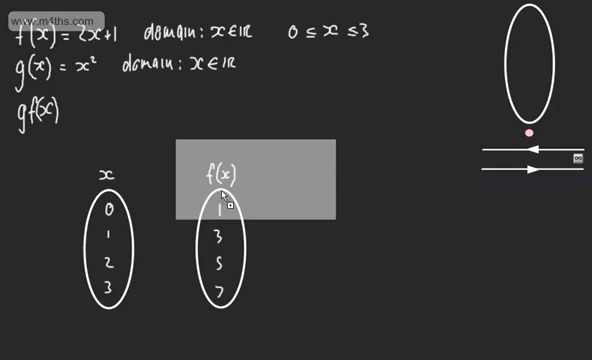 www.m4ths.com
f(x) = 2x+1 domain: x∈ℝ 0 ≤ x ≤ 3
g(x) = x² domain: x∈ℝ
gf(x)
x f(x)
0 1
1 3
2 5
3 7